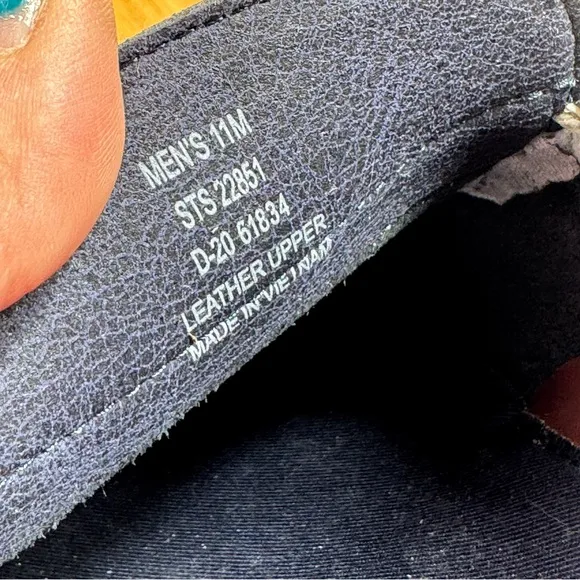 MEN'S 11M
STS 22851
D-20 61834
LEATHER UPPER
MADE IN VIETNAM